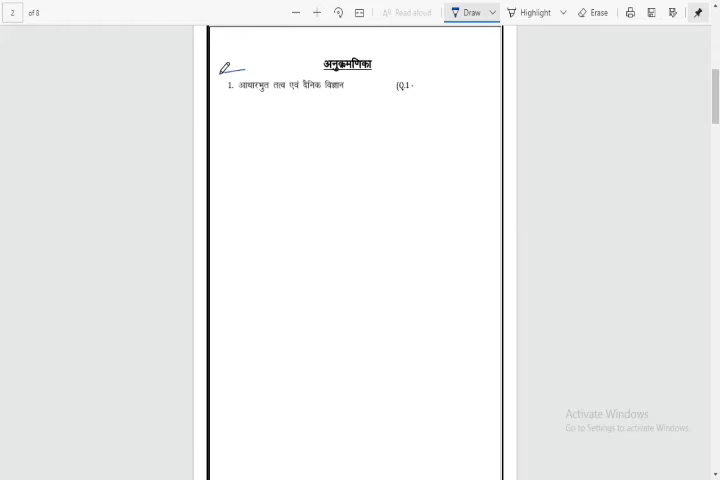 2 of 8 Read aloud Draw Highlight Erase
अनुक्रमणिका
1. आधारभुत तत्व एवं दैनिक विज्ञान (Q.1 -
Activate Windows
Go to Settings to activate Windows.